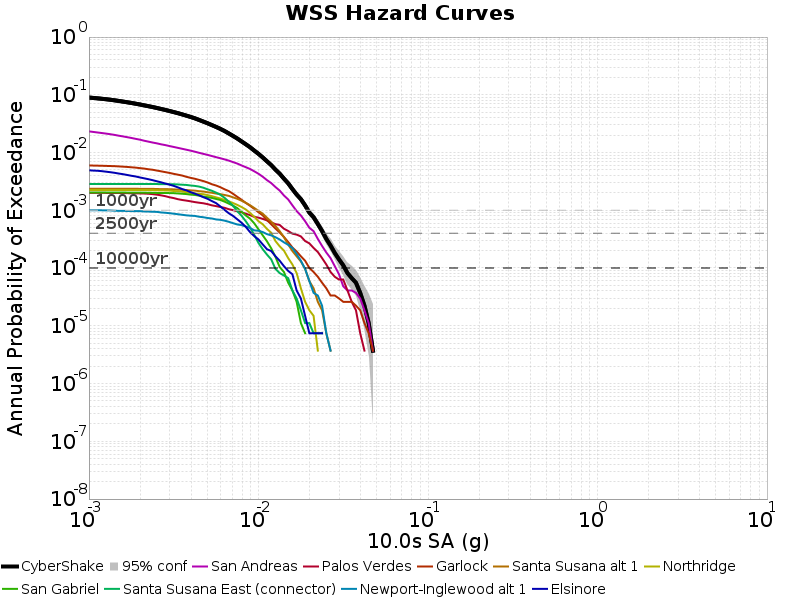 WSS Hazard Curves
Annual Probability of Exceedance
10^0
10^-1
10^-2
10^-3
10^-4
10^-5
10^-6
10^-7
10^-8
1000yr
2500yr
10000yr
10^-3 10^-2 10^-1 10^0 10^1
10.0s SA (g)
CyberShake 95% conf San Andreas Palos Verdes Garlock Santa Susana alt 1 Northridge
San Gabriel Santa Susana East (connector) Newport-Inglewood alt 1 Elsinore